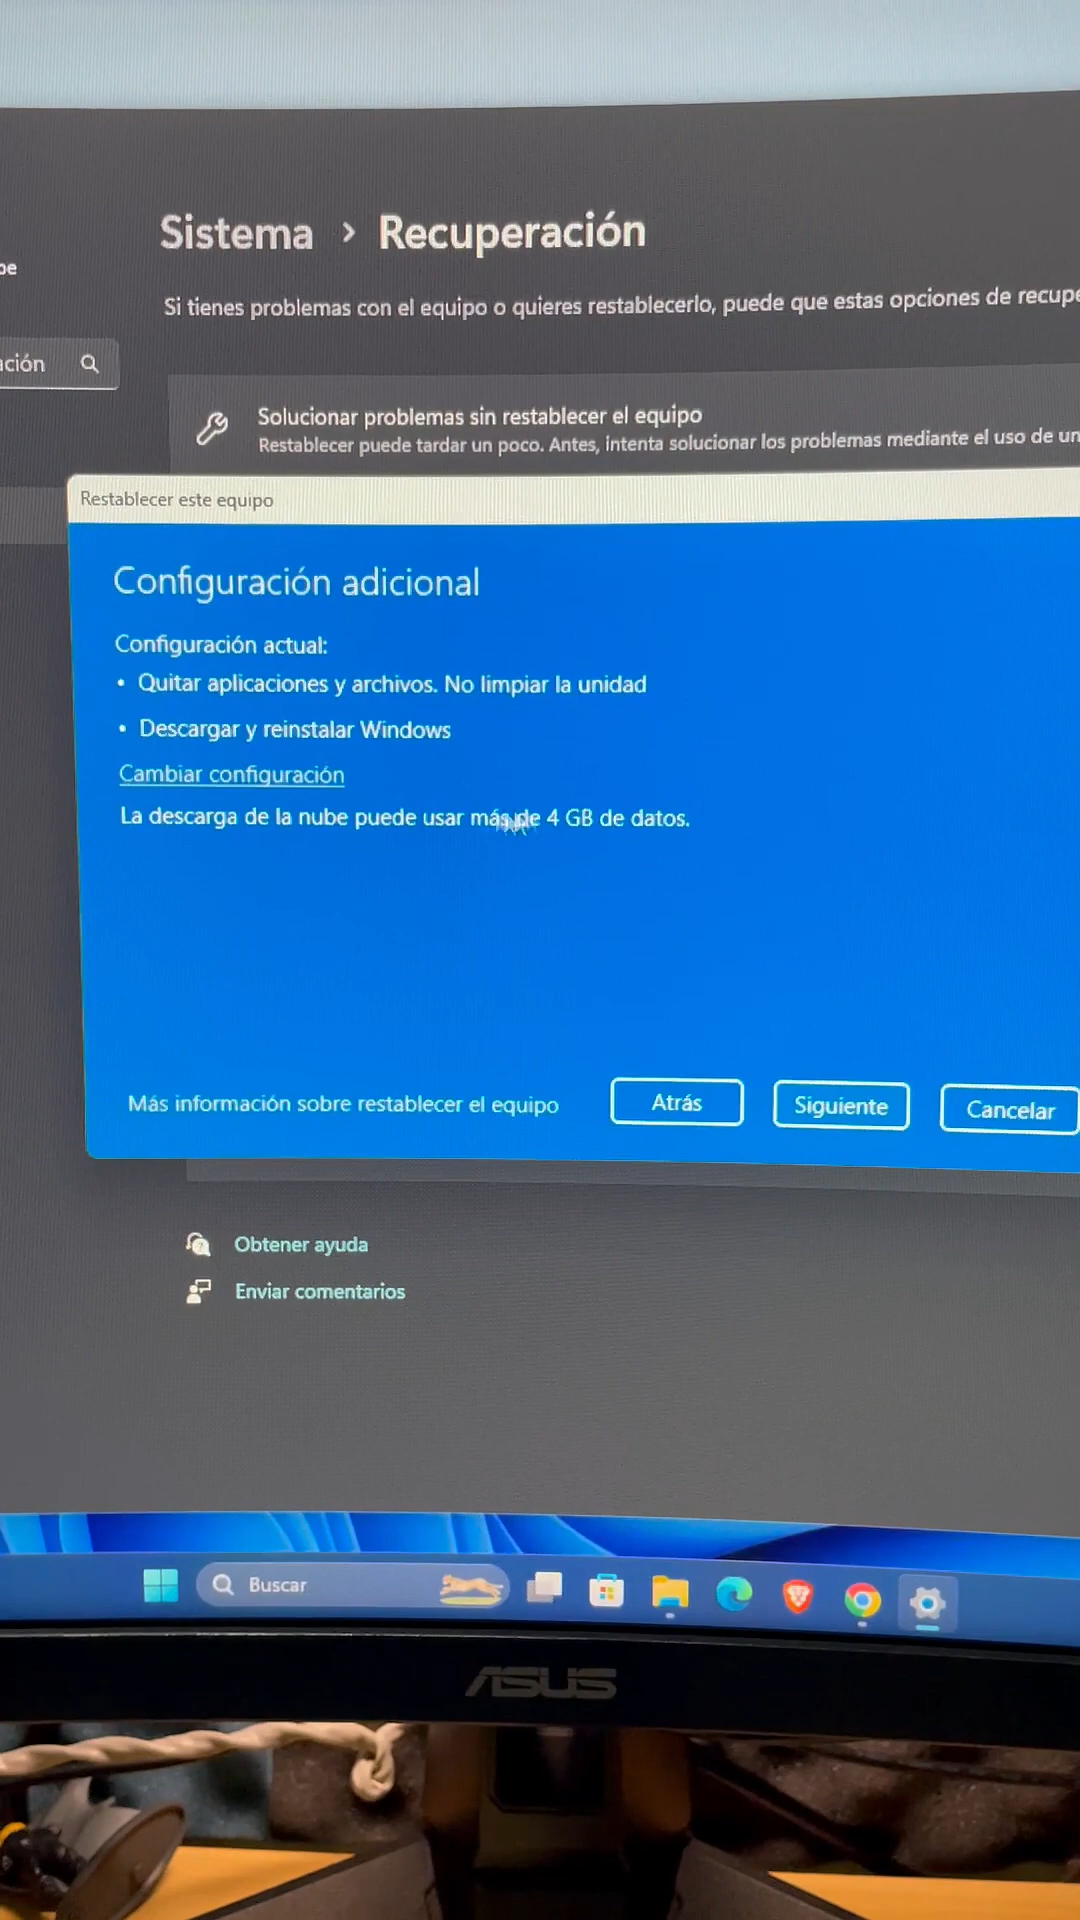 Sistema > Recuperación
Si tienes problemas con el equipo o quieres restablecerlo, puede que estas opciones de recupe
ación
Solucionar problemas sin restablecer el equipo
Restablecer puede tardar un poco. Antes, intenta solucionar los problemas mediante el uso de un
Restablecer este equipo
Configuración adicional
Configuración actual:
• Quitar aplicaciones y archivos. No limpiar la unidad
• Descargar y reinstalar Windows
Cambiar configuración
La descarga de la nube puede usar más de 4 GB de datos.
Más información sobre restablecer el equipo
Atrás
Siguiente
Cancelar
Obtener ayuda
Enviar comentarios
Buscar
ASUS